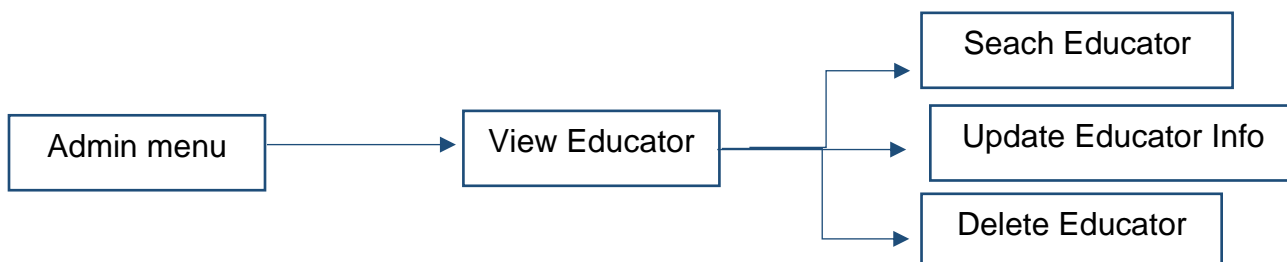 Seach Educator
Admin menu
View Educator
Update Educator Info
Delete Educator